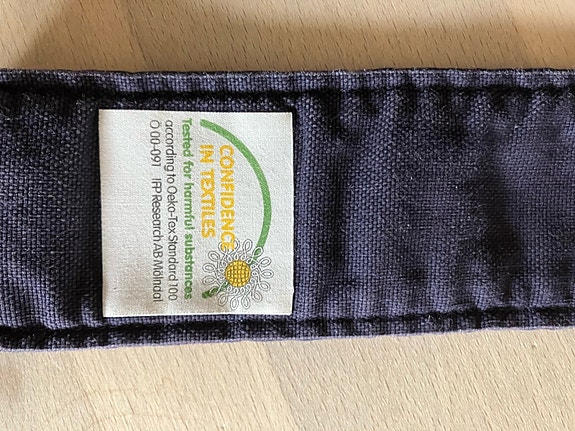 CONFIDENCE
IN TEXTILES
Tested for harmful substances
according to Oeko-Tex Standard 100
Ö 00-091 IFP Research AB Mölndal